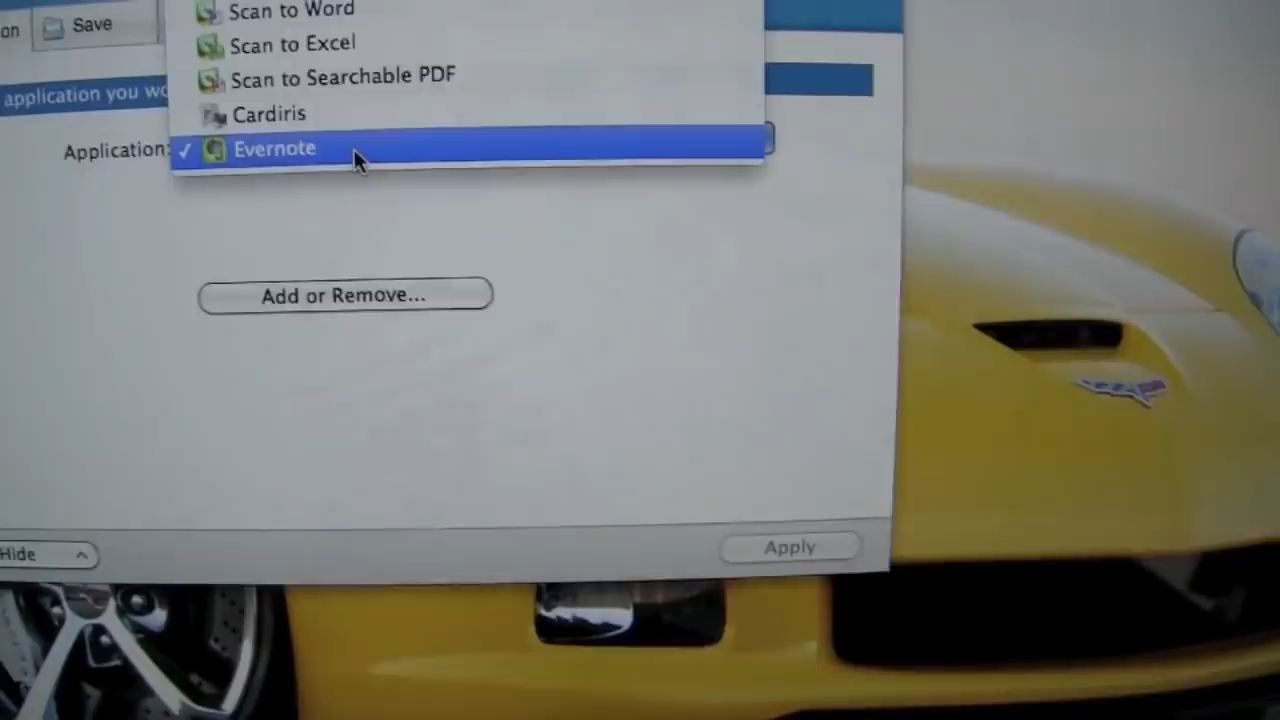 Scan to Word
on
Save
Scan to Excel
Scan to Searchable PDF
application you wo
Cardiris
Application:
✓ Evernote
Add or Remove...
Hide
Apply